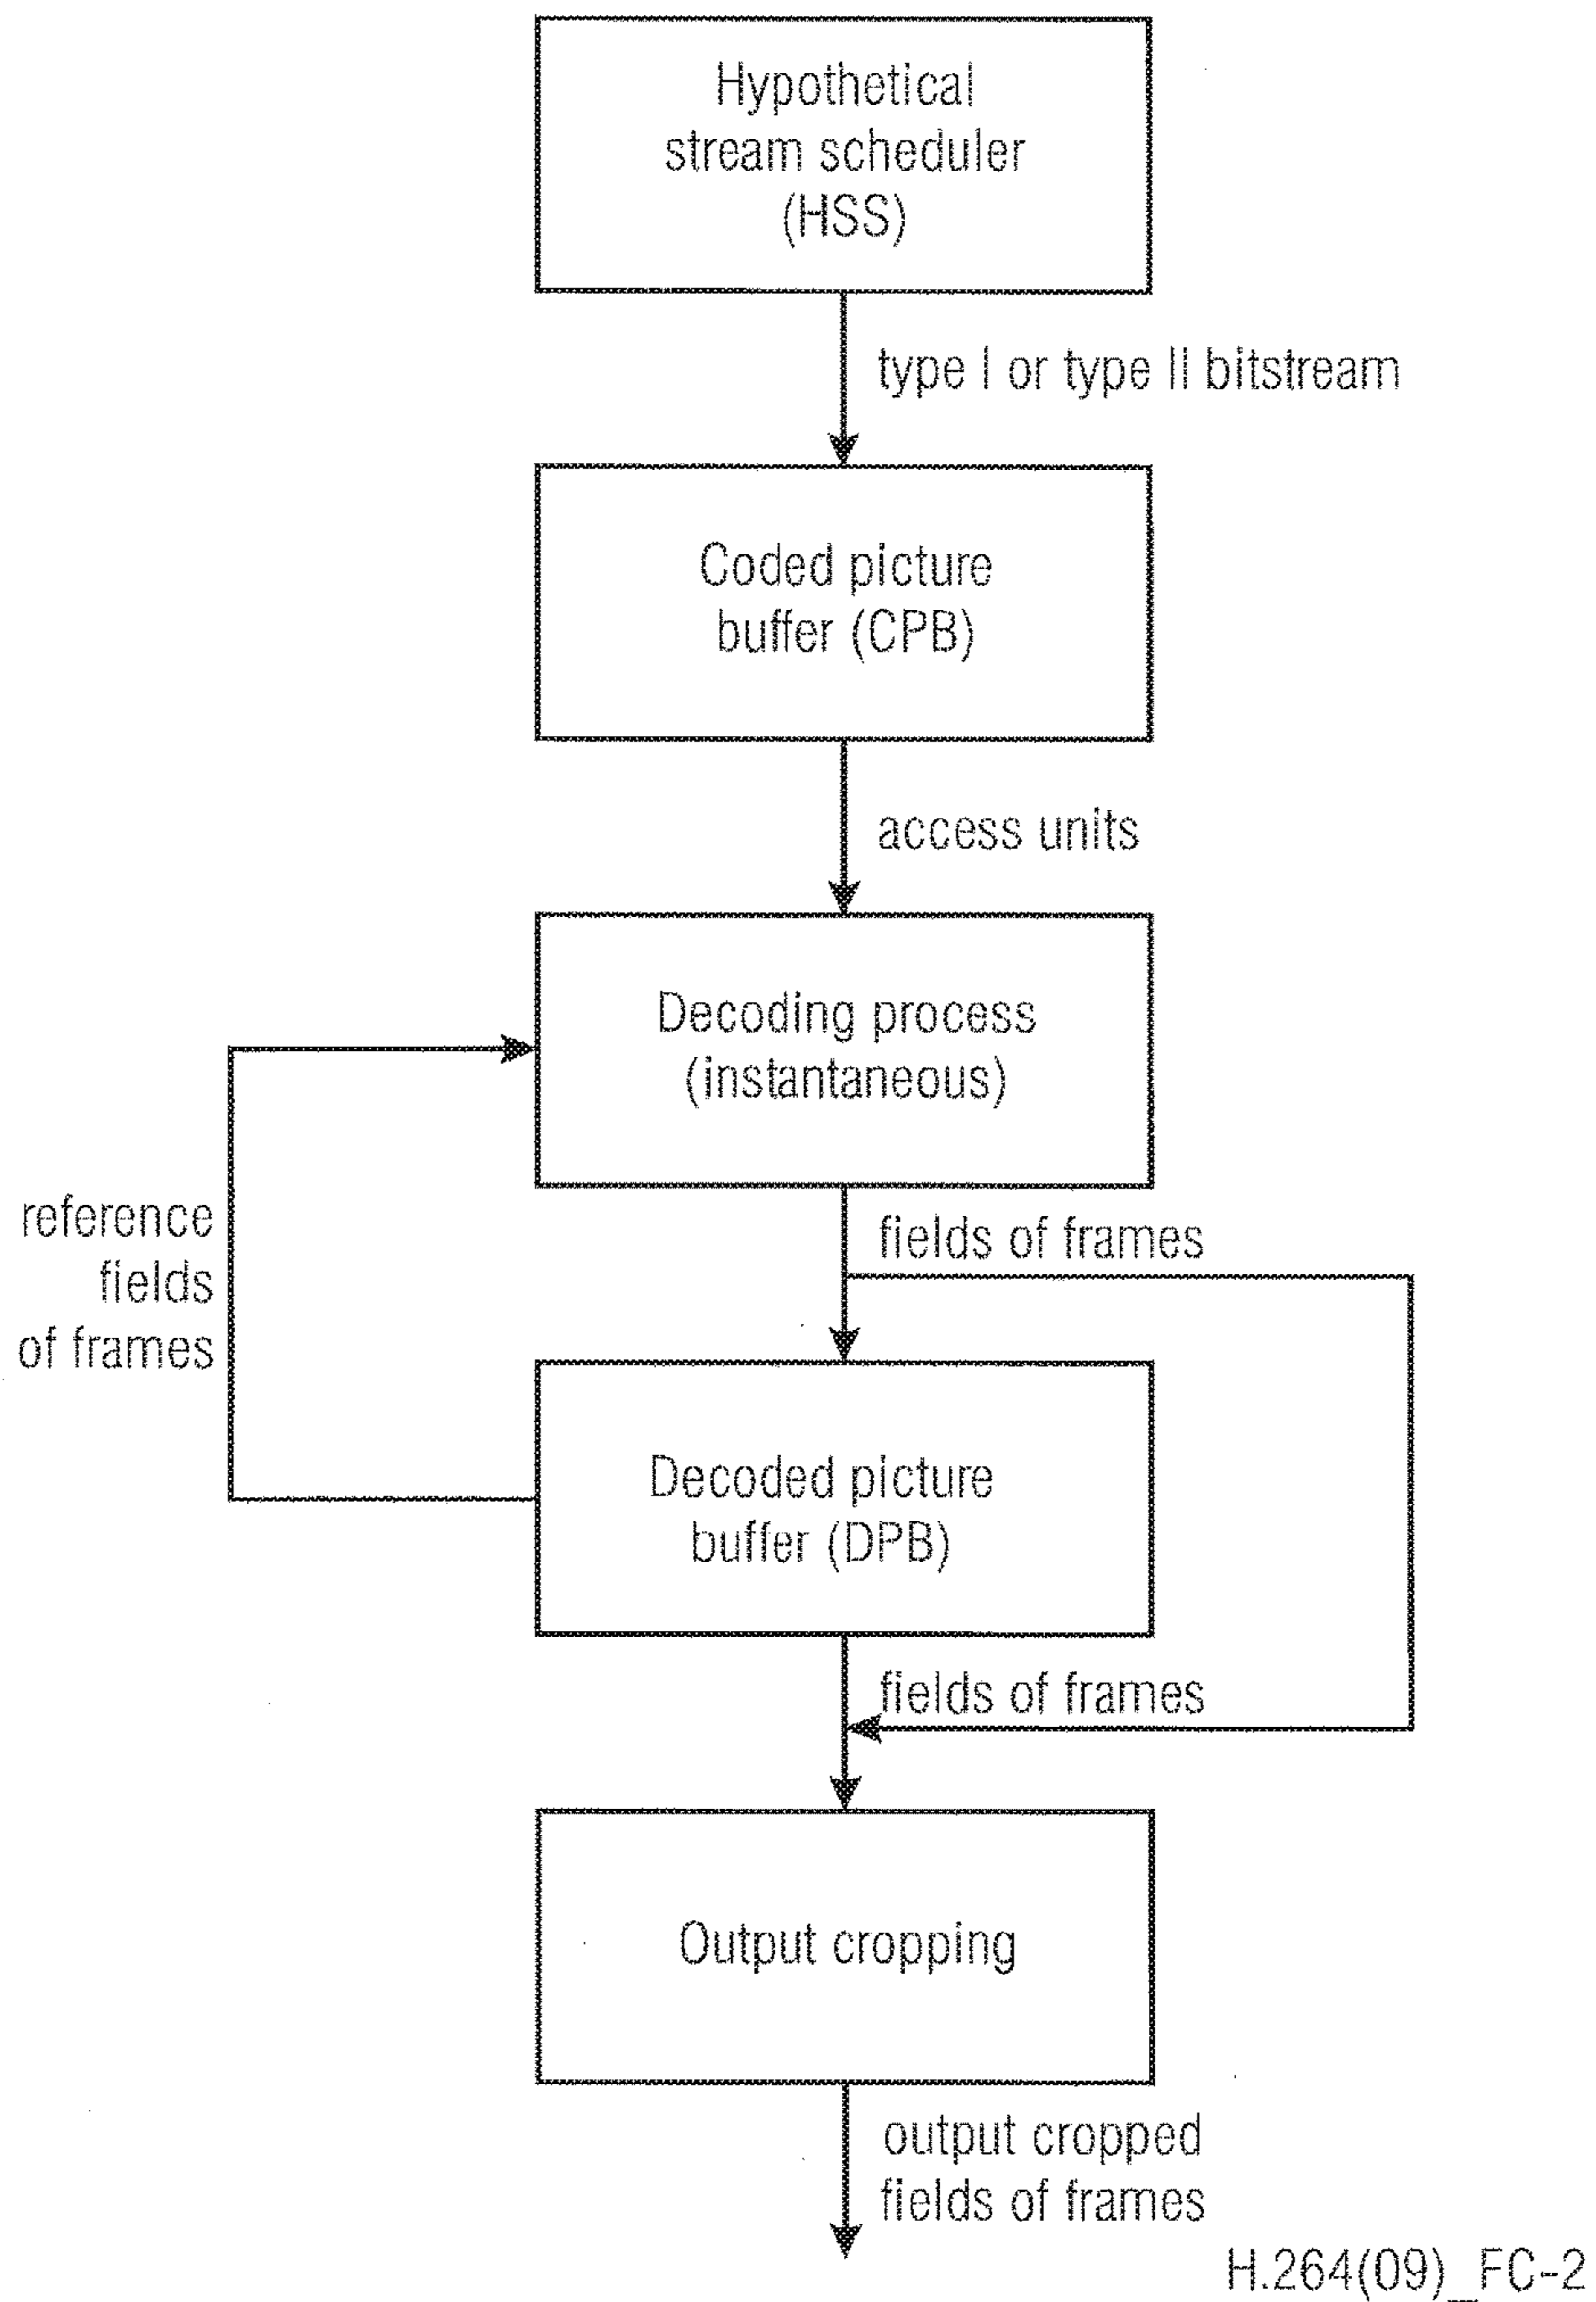 Hypothetical
stream scheduler
(HSS)
type I or type II bitstream
Coded picture
buffer (CPB)
access units
Decoding process
(instantaneous)
fields of frames
reference
fields
of frames
Decoded picture
buffer (DPB)
fields of frames
Output cropping
output cropped
fields of frames
H.264(09)_FC-2